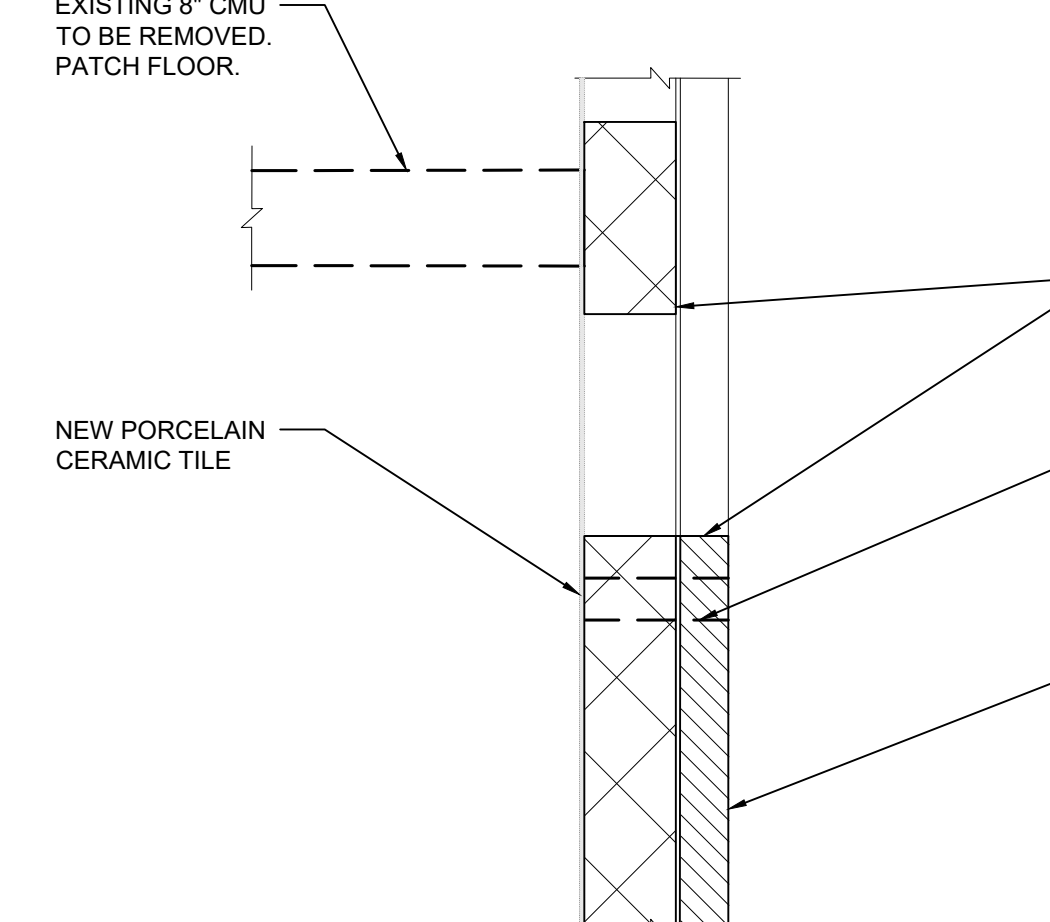 EXISTING 8" CMU
TO BE REMOVED.
PATCH FLOOR.
NEW PORCELAIN
CERAMIC TILE